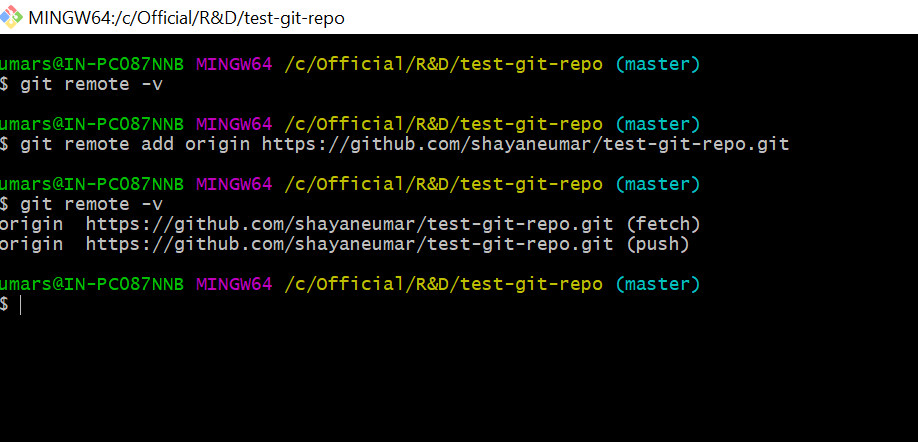 MINGW64:/c/Official/R&D/test-git-repo
umars@IN-PC087NNB MINGW64 /c/Official/R&D/test-git-repo (master)
$ git remote -v
umars@IN-PC087NNB MINGW64 /c/Official/R&D/test-git-repo (master)
$ git remote add origin https://github.com/shayaneumar/test-git-repo.git
umars@IN-PC087NNB MINGW64 /c/Official/R&D/test-git-repo (master)
$ git remote -v
origin  https://github.com/shayaneumar/test-git-repo.git (fetch)
origin  https://github.com/shayaneumar/test-git-repo.git (push)
umars@IN-PC087NNB MINGW64 /c/Official/R&D/test-git-repo (master)
$